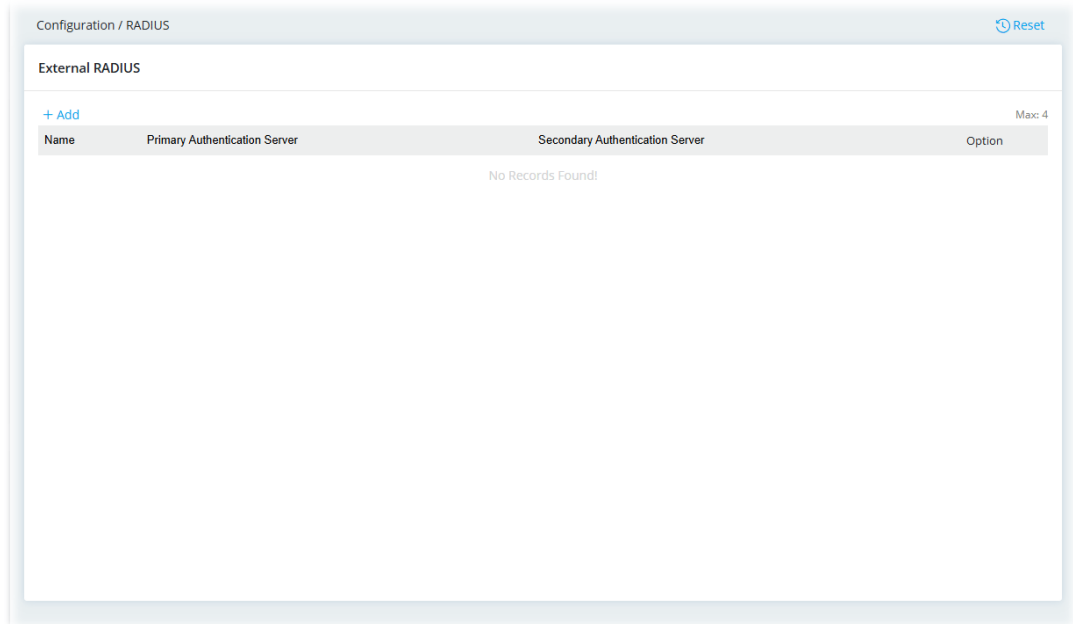 Configuration / RADIUS Reset
External RADIUS
+ Add Max: 4
Name Primary Authentication Server Secondary Authentication Server Option
No Records Found!